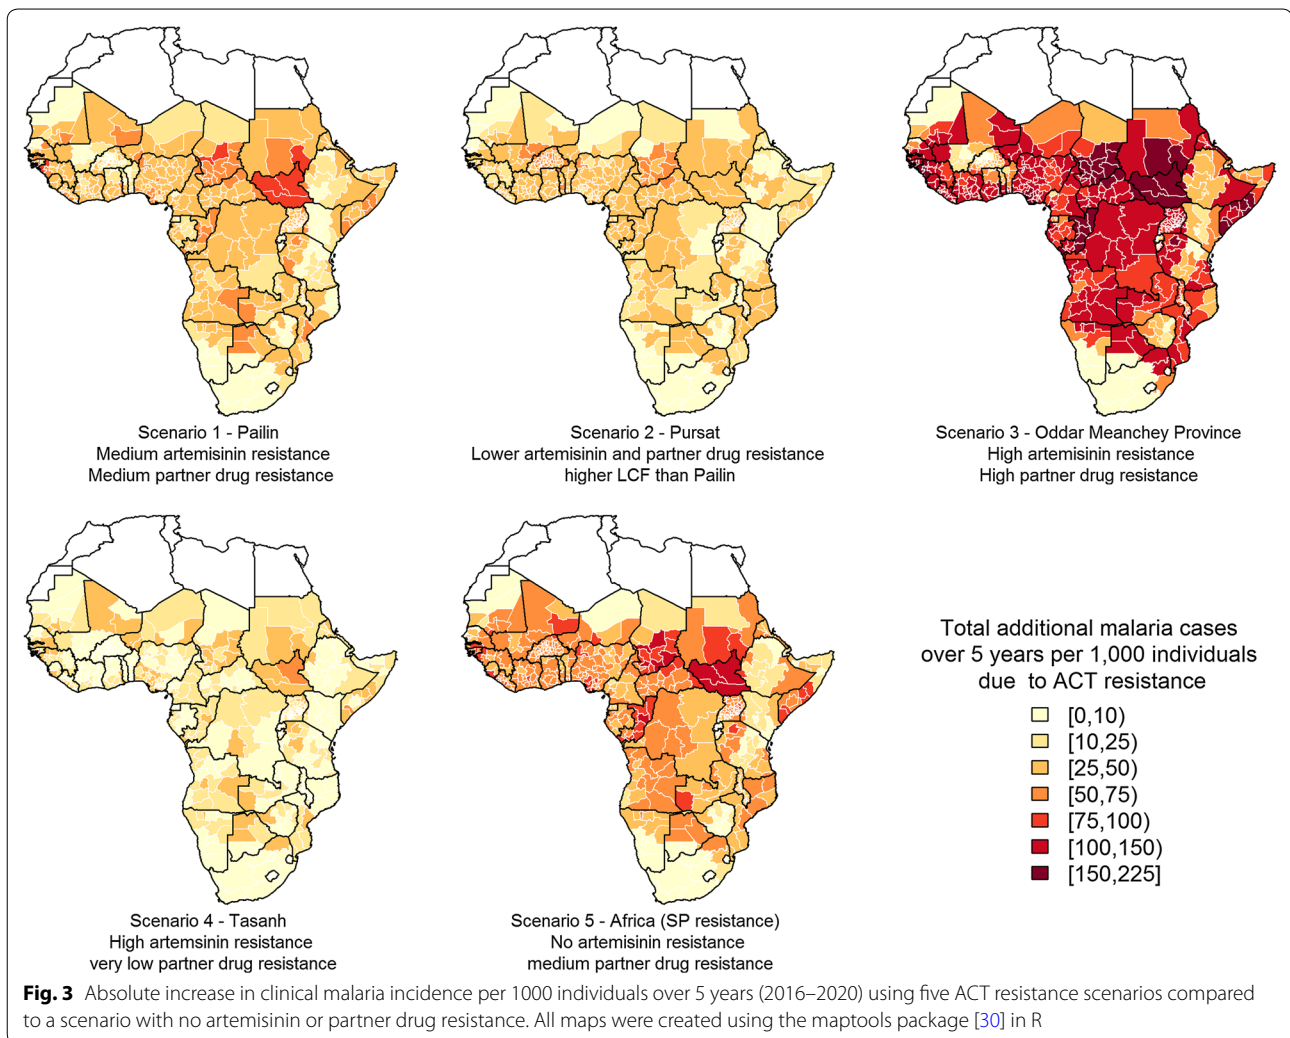 Scenario 1 - Pailin
Medium artemisinin resistance
Medium partner drug resistance
Scenario 2 - Pursat
Lower artemisinin and partner drug resistance
higher LCF than Pailin
Scenario 3 - Oddar Meanchey Province
High artemisinin resistance
High partner drug resistance
Scenario 4 - Tasanh
High artemsinin resistance
very low partner drug resistance
Scenario 5 - Africa (SP resistance)
No artemisinin resistance
medium partner drug resistance
Total additional malaria cases
over 5 years per 1,000 individuals
due to ACT resistance
[0,10)
[10,25)
[25,50)
[50,75)
[75,100)
[100,150)
[150,225]
Fig. 3 Absolute increase in clinical malaria incidence per 1000 individuals over 5 years (2016–2020) using five ACT resistance scenarios compared
to a scenario with no artemisinin or partner drug resistance. All maps were created using the maptools package [30] in R